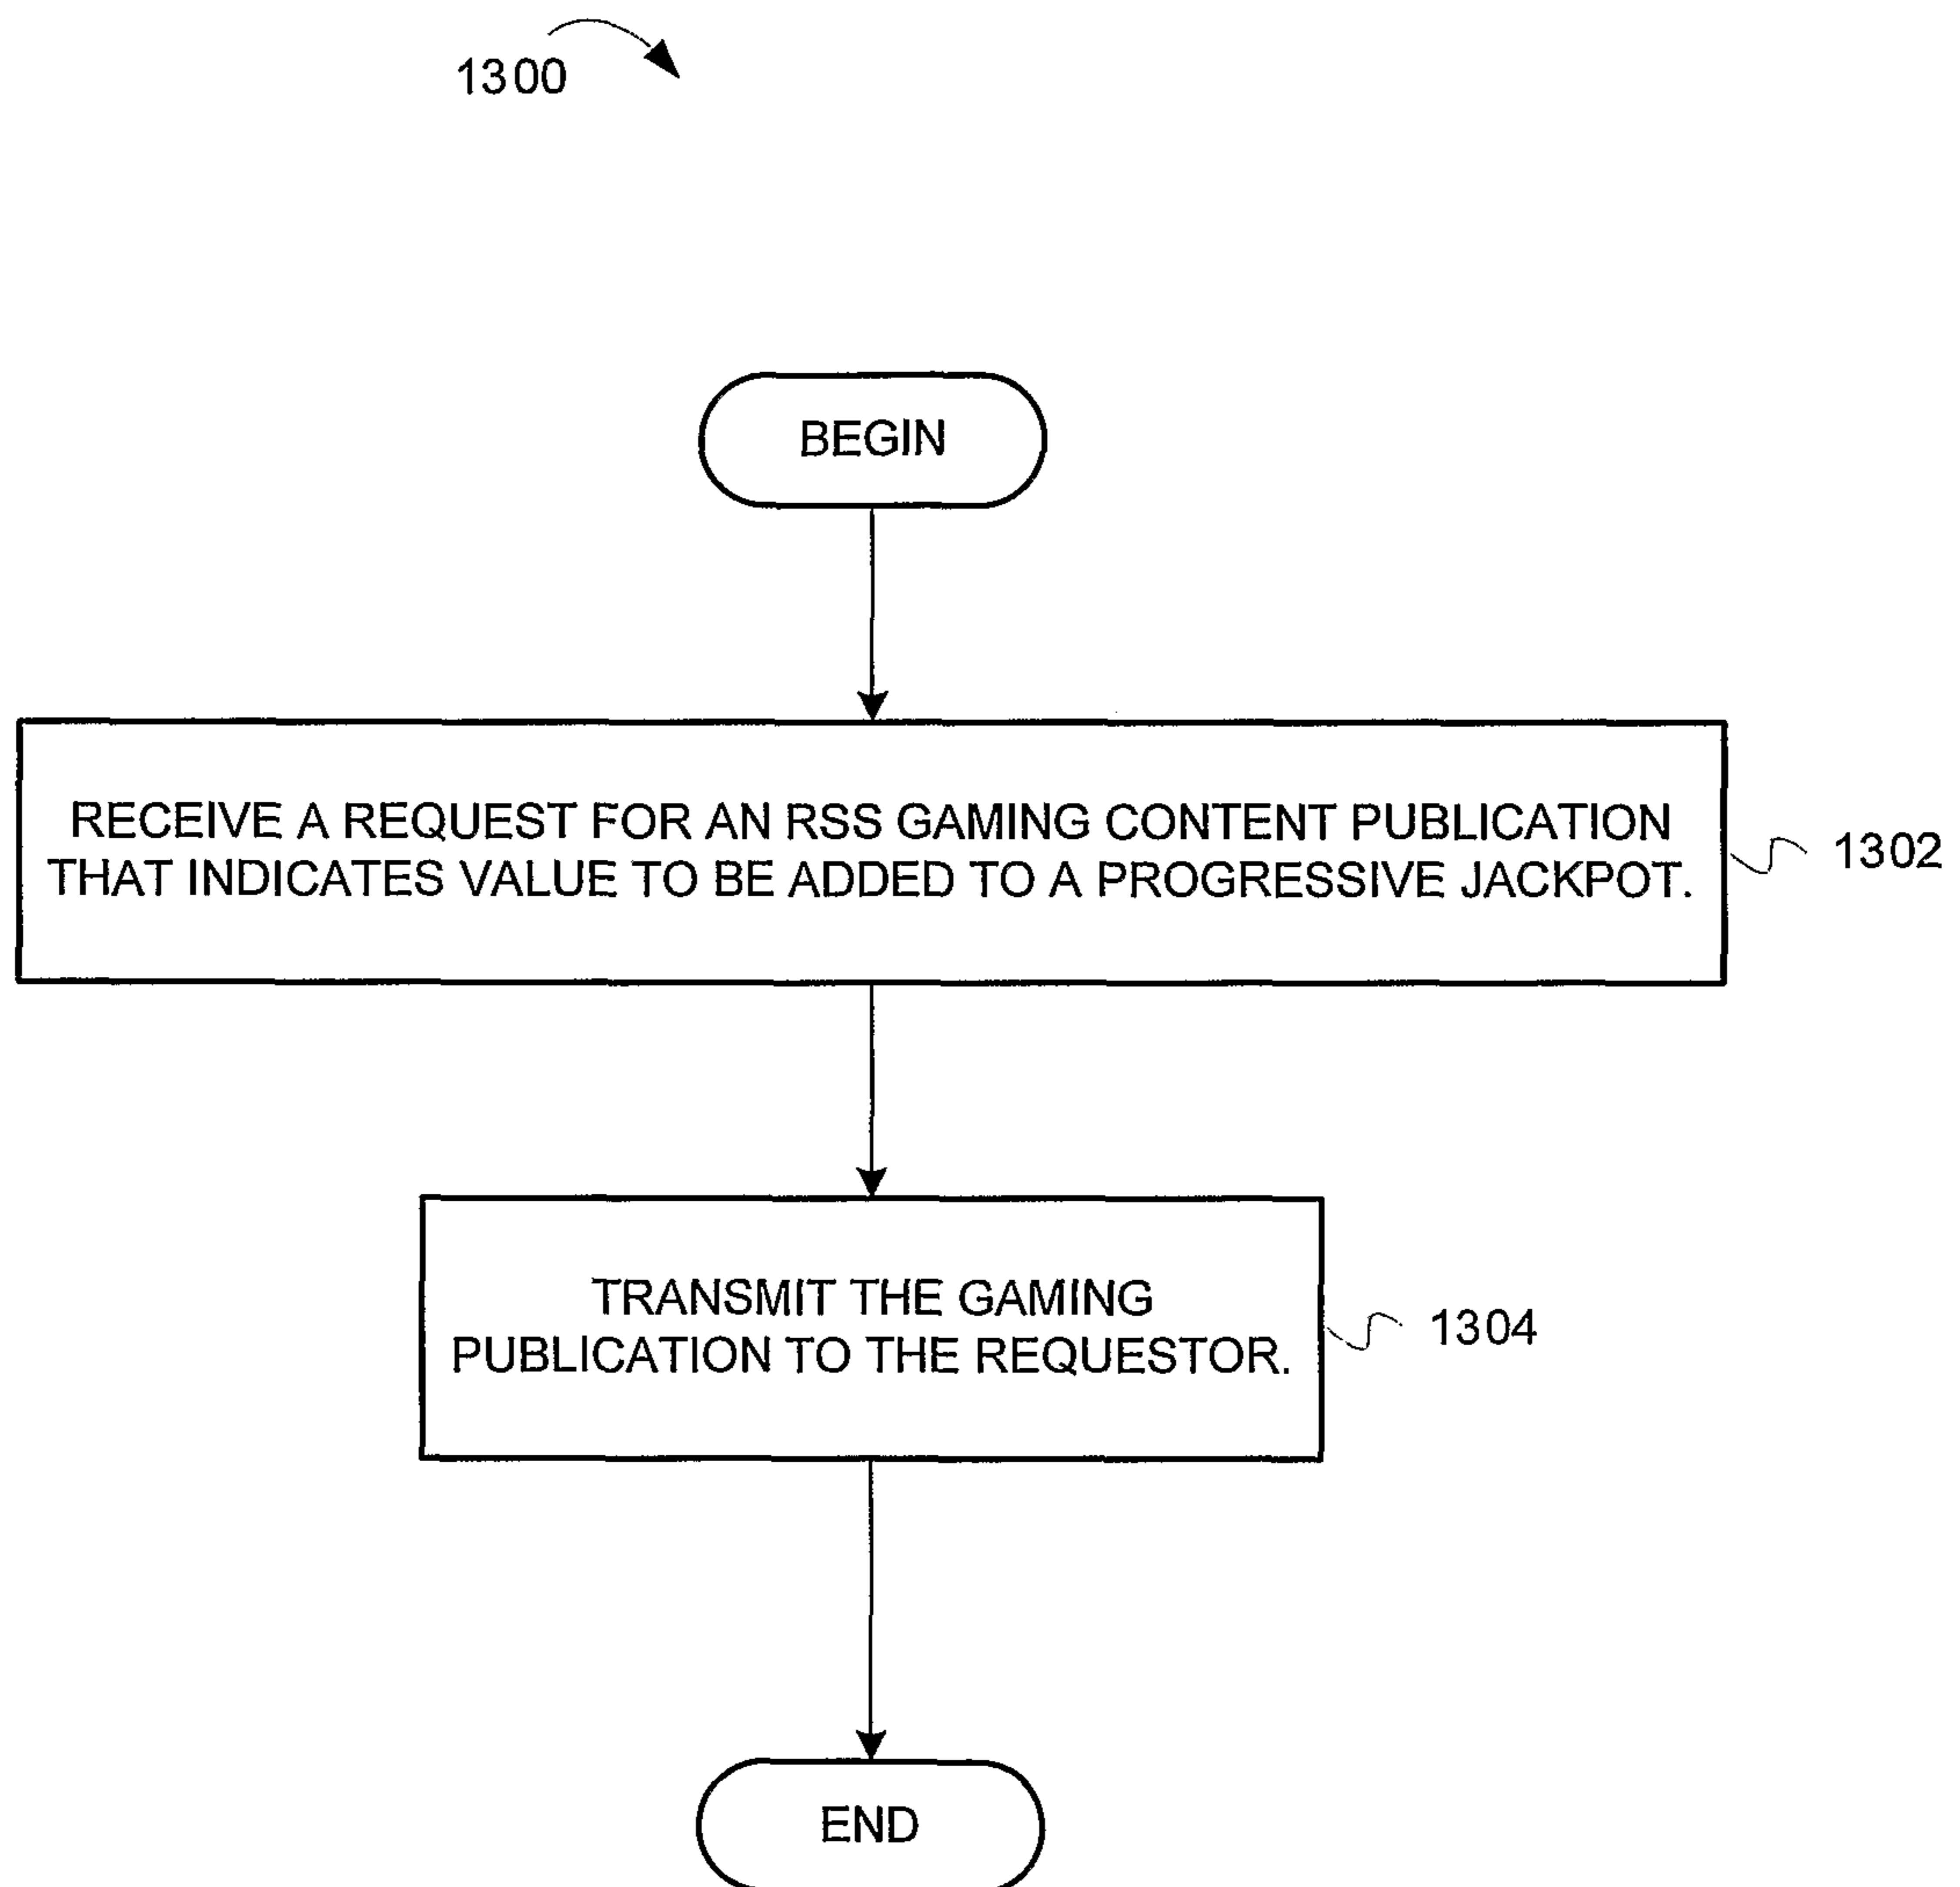 1300
BEGIN
RECEIVE A REQUEST FOR AN RSS GAMING CONTENT PUBLICATION
THAT INDICATES VALUE TO BE ADDED TO A PROGRESSIVE JACKPOT.
1302
TRANSMIT THE GAMING
PUBLICATION TO THE REQUESTOR.
1304
END